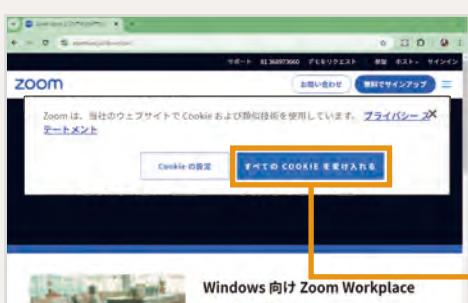 サポート 81.368973660 デモをリクエスト 参加 ホスト サインイン
zoom
お問い合わせ
無料でサインアップ
Zoom は、当社のウェブサイトで Cookie および類似技術を使用しています。 プライバシー ス
テートメント
Cookie の設定
すべての COOKIE を受け入れる
Windows 向け Zoom Workplace